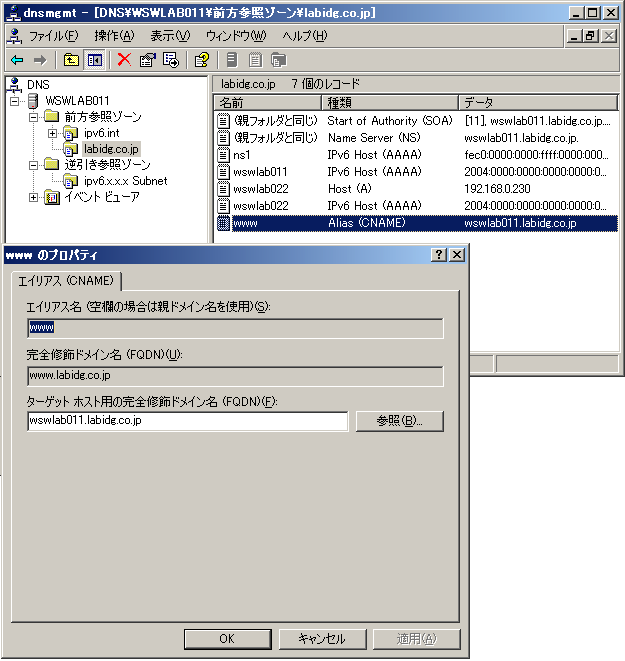 dnsmgmt - [DNS¥WSWLAB011¥前方参照ゾーン¥labidg.co.jp]
ファイル(F) 操作(A) 表示(V) ウィンドウ(W) ヘルプ(H)
DNS
WSWLAB011
前方参照ゾーン
ipv6.int
labidg.co.jp
逆引き参照ゾーン
ipv6.x.x.x Subnet
イベント ビューア
labidg.co.jp 7 個のレコード
名前 種類 データ
(親フォルダと同じ) Start of Authority (SOA) [11], wswlab011.labidg.co.jp....
(親フォルダと同じ) Name Server (NS) wswlab011.labidg.co.jp.
ns1 IPv6 Host (AAAA) fec0:0000:0000:ffff:0000:0...
wswlab011 IPv6 Host (AAAA) 2004:0000:0000:0000:0000:...
wswlab022 Host (A) 192.168.0.230
wswlab022 IPv6 Host (AAAA) 2004:0000:0000:0000:0000:0...
www Alias (CNAME) wswlab011.labidg.co.jp
www のプロパティ
エイリアス (CNAME)
エイリアス名 (空欄の場合は親ドメイン名を使用)(S):
www
完全修飾ドメイン名 (FQDN)(U):
www.labidg.co.jp
ターゲット ホスト用の完全修飾ドメイン名 (FQDN)(F):
wswlab011.labidg.co.jp
参照(B)...
OK キャンセル 適用(A)